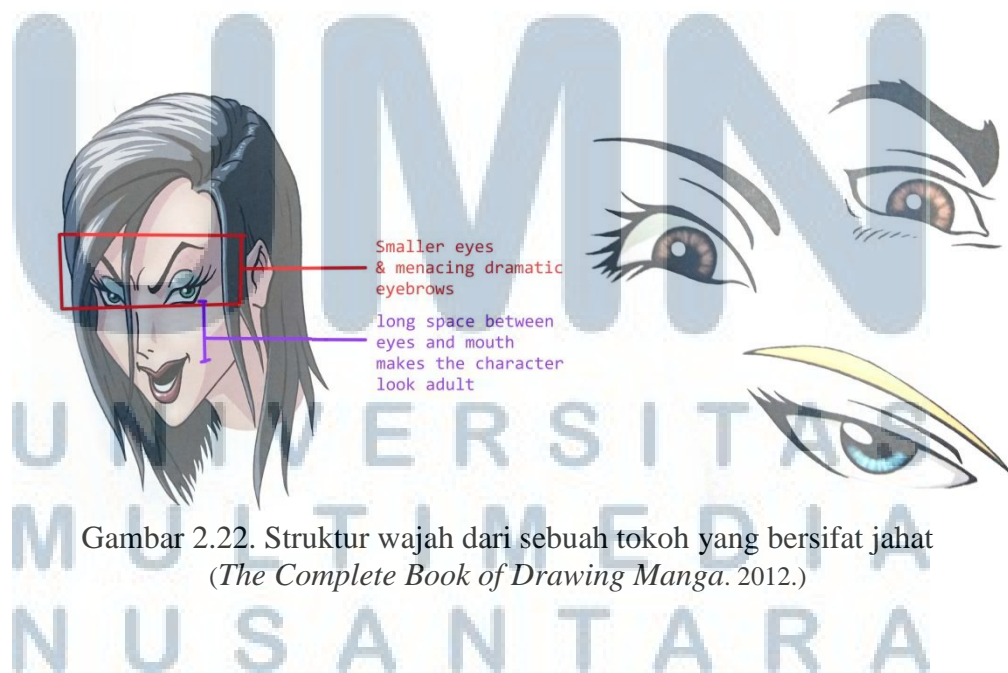 UMN
Smaller eyes
& menacing dramatic
eyebrows
long space between
eyes and mouth
makes the character
look adult
UNIVERSITAS
MULTIMEDIA
Gambar 2.22. Struktur wajah dari sebuah tokoh yang bersifat jahat
(The Complete Book of Drawing Manga. 2012.)
NUSANTARA